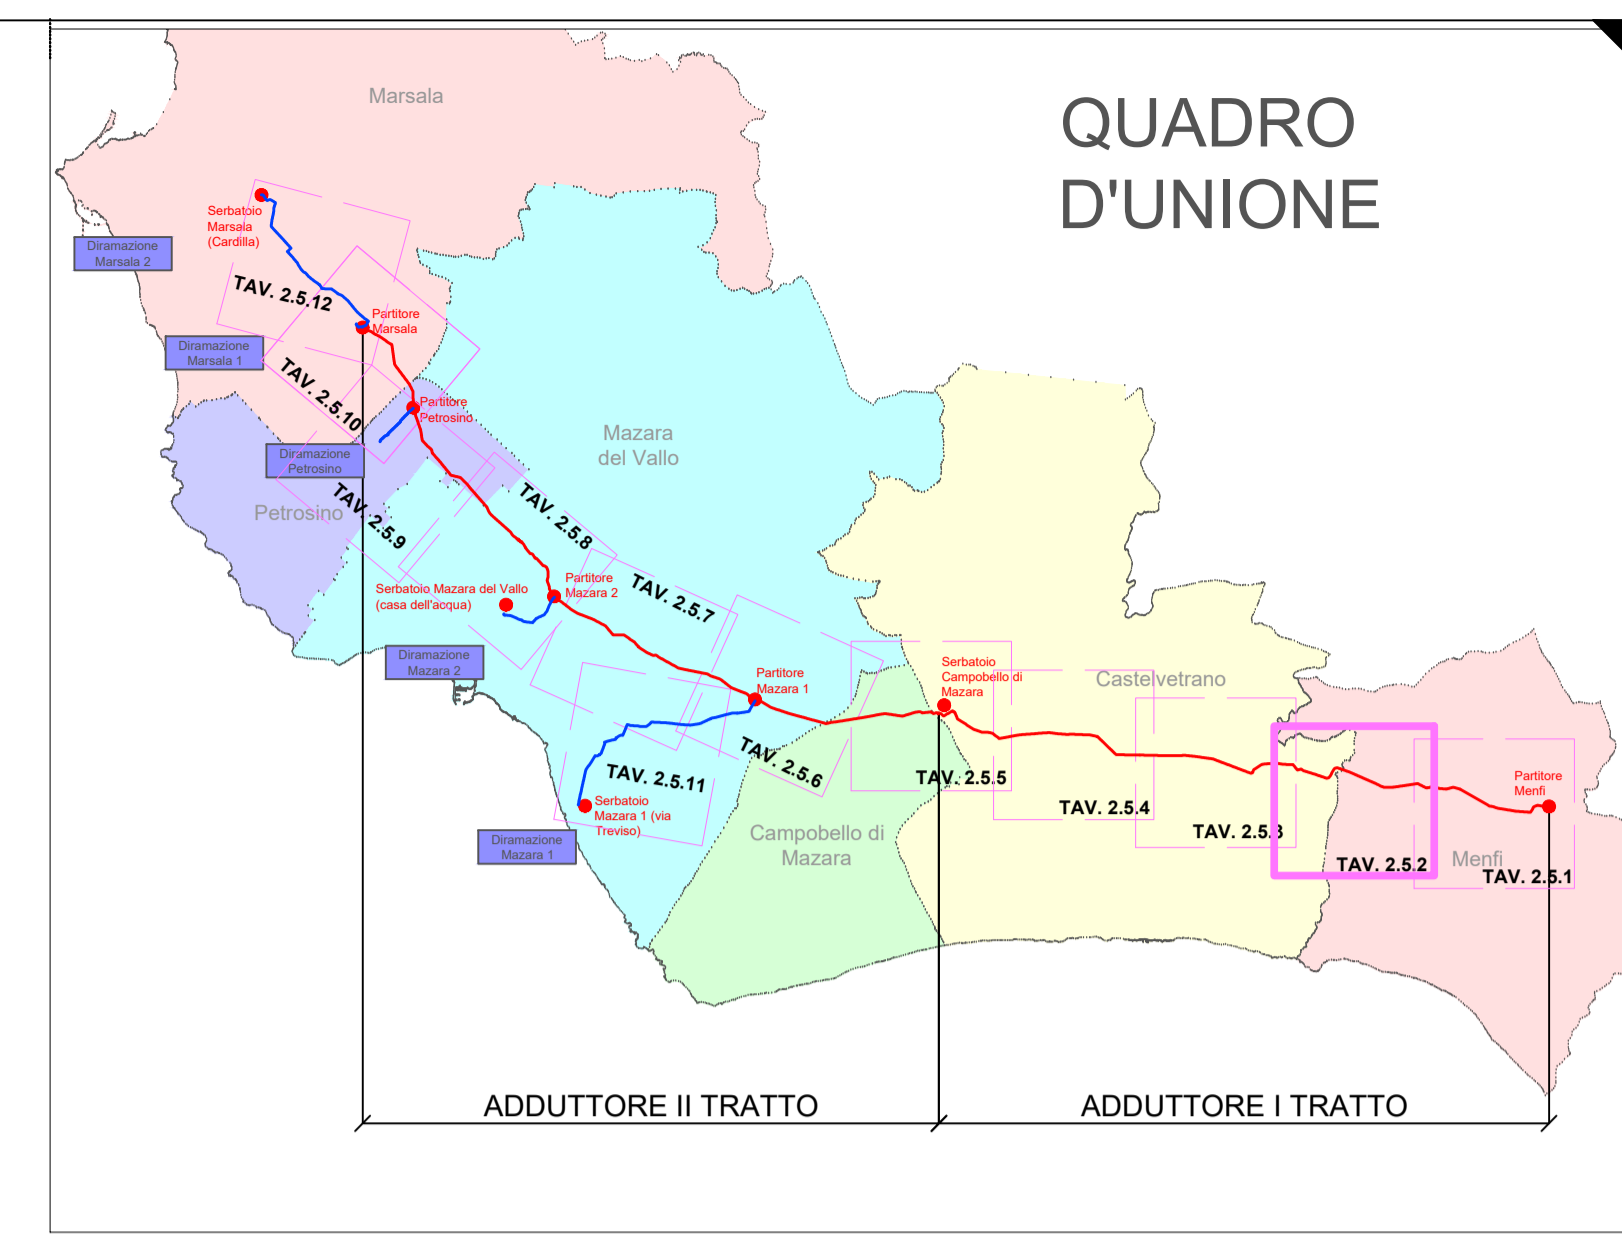 QUADRO
D'UNIONE
Marsala
Serbatoio
Marsala
(Cardilla)
Diramazione
Marsala 2
TAV. 2.5.12
Partitore
Marsala
Diramazione
Marsala 1
TAV. 2.5.10
Partitore
Petrosino
Diramazione
Petrosino
Mazara
del Vallo
Petrosino
TAV. 2.5.9
TAV. 2.5.8
Serbatoio Mazara del Vallo
(casa dell'acqua)
Partitore
Mazara 2
TAV. 2.5.7
Diramazione
Mazara 2
Partitore
Mazara 1
Serbatoio
Campobello di
Mazara
Castelvetrano
TAV. 2.5.11
TAV. 2.5.6
TAV. 2.5.5
TAV. 2.5.4
TAV. 2.5.3
TAV. 2.5.2
Partitore
Menfi
Menfi
TAV. 2.5.1
Serbatoio
Mazara 1 (via
Treviso)
Diramazione
Mazara 1
Campobello di
Mazara
ADDUTTORE II TRATTO
ADDUTTORE I TRATTO